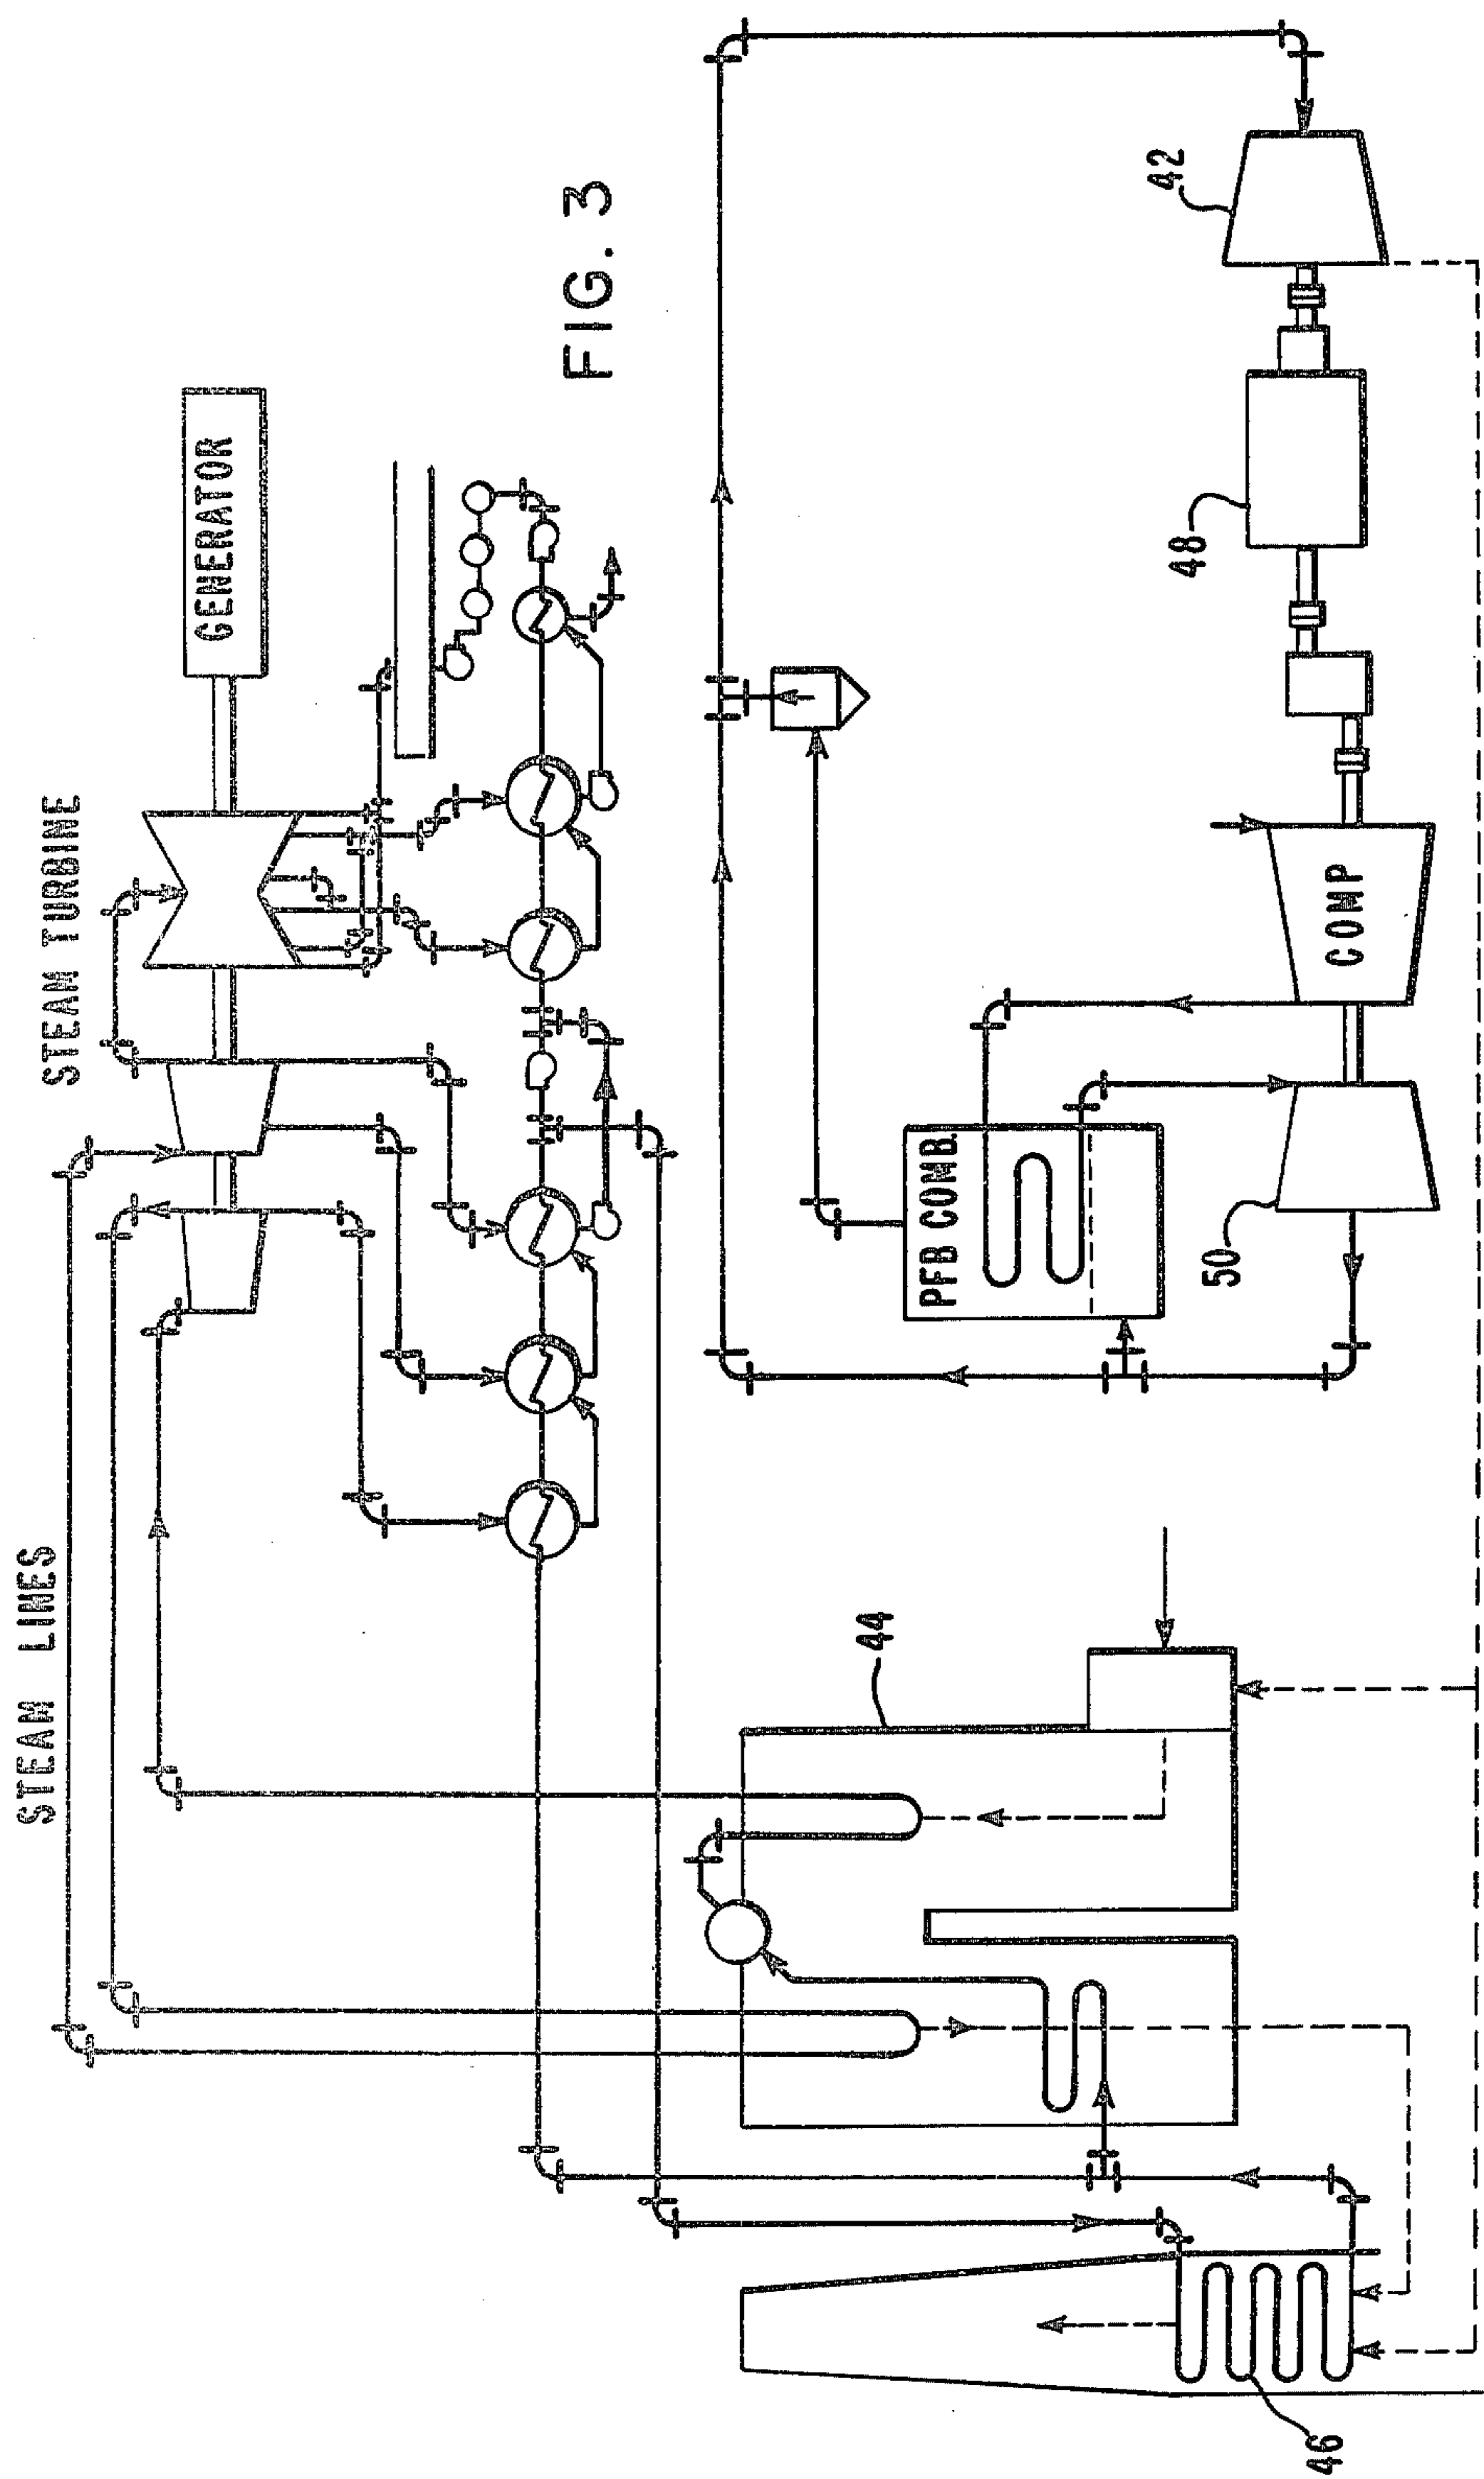 STEAM LINES
STEAM TURBINE
GENERATOR
FIG. 3
44
46
PFB COMB.
COMP
50
48
42